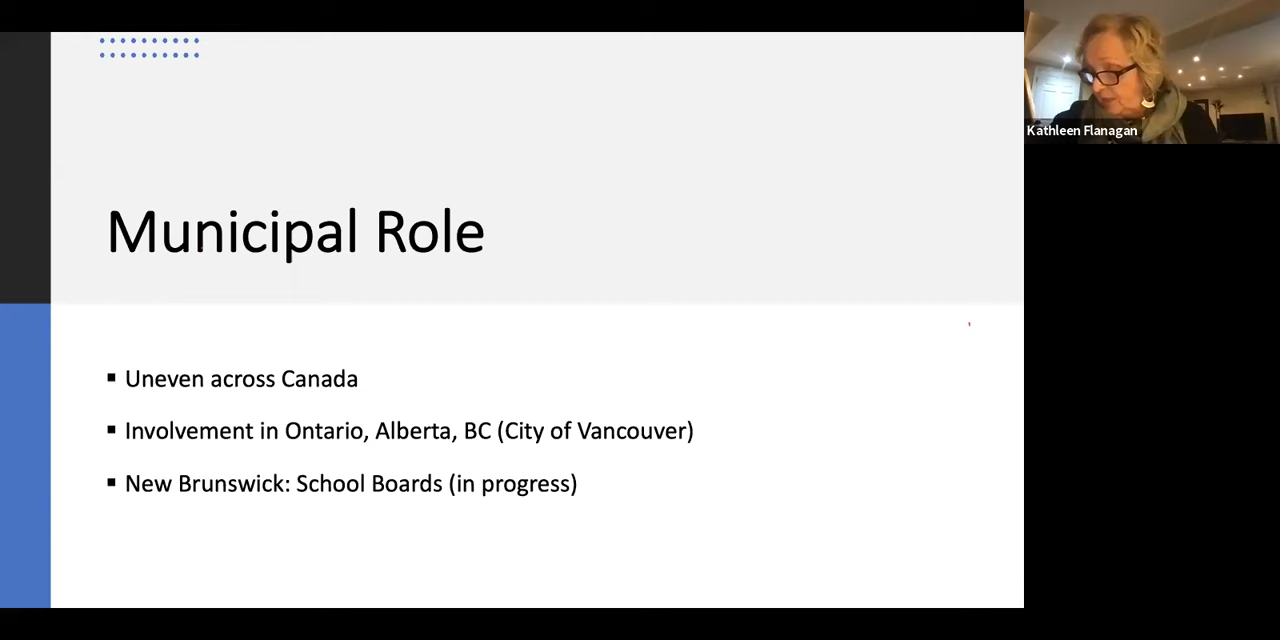 Municipal Role
▪ Uneven across Canada
▪ Involvement in Ontario, Alberta, BC (City of Vancouver)
▪ New Brunswick: School Boards (in progress)
Kathleen Flanagan